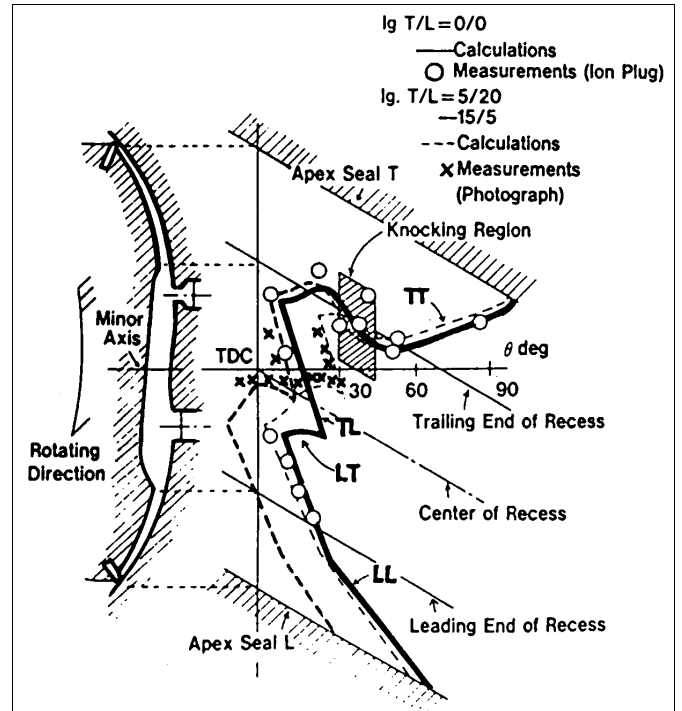 Ig T/L=0/0
Calculations
Measurements (Ion Plug)
Ig. T/L=5/20
—15/5
Calculations
Measurements
(Photograph)
Apex Seal T
Knocking Region
TT
Minor
Axis
TDC
θ deg
30
60
90
Trailing End of Recess
TL
Rotating
Direction
LT
Center of Recess
LL
Leading End of Recess
Apex Seal L